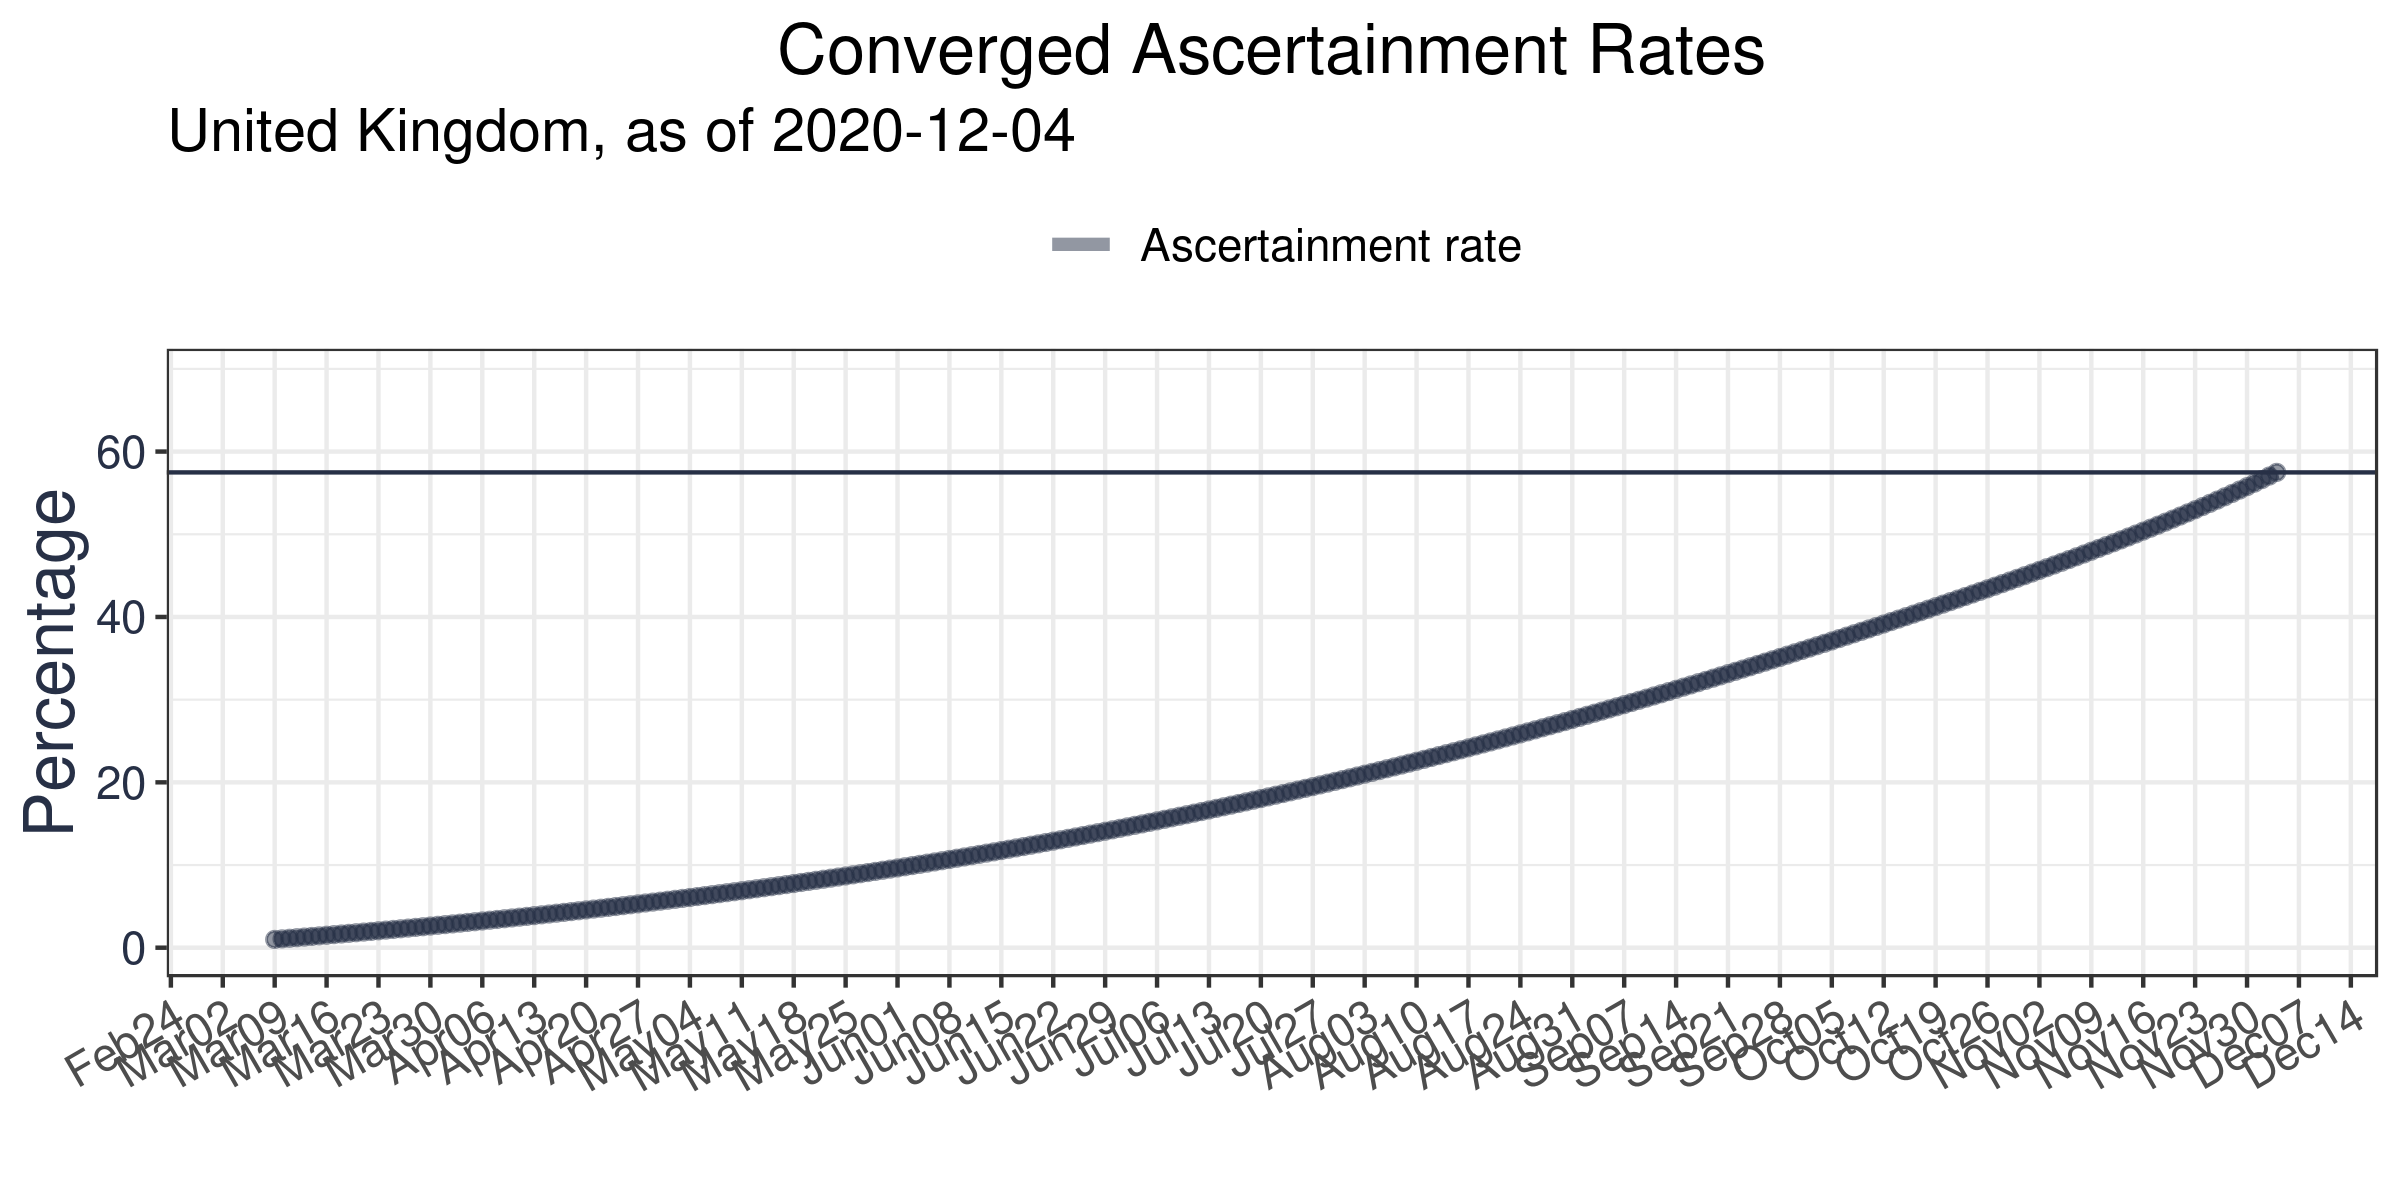 Converged Ascertainment Rates
United Kingdom, as of 2020-12-04
Ascertainment rate
Percentage
60
40
20
0
Feb24 Mar02 Mar09 Mar16 Mar23 Mar30 Apr06 Apr13 Apr20 Apr27 May04 May11 May18 May25 Jun01 Jun08 Jun15 Jun22 Jun29 Jul06 Jul13 Jul20 Jul27 Aug03 Aug10 Aug17 Aug24 Aug31 Sep07 Sep14 Sep21 Sep28 Oct05 Oct12 Oct19 Oct26 Nov02 Nov09 Nov16 Nov23 Nov30 Dec07 Dec14